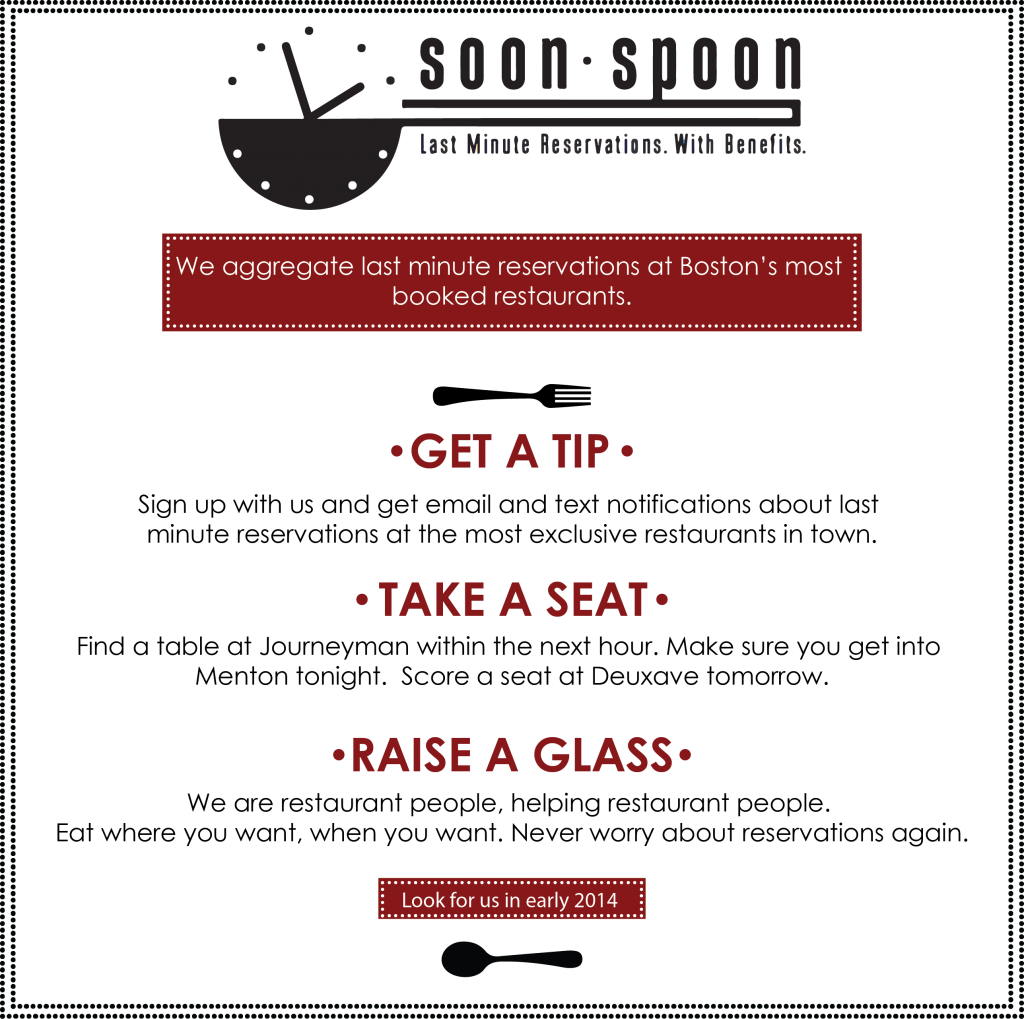 soon·spoon
Last Minute Reservations. With Benefits.
We aggregate last minute reservations at Boston’s most
booked restaurants.
•GET A TIP•
Sign up with us and get email and text notifications about last
minute reservations at the most exclusive restaurants in town.
•TAKE A SEAT•
Find a table at Journeyman within the next hour. Make sure you get into
Menton tonight.  Score a seat at Deuxave tomorrow.
•RAISE A GLASS•
We are restaurant people, helping restaurant people.
Eat where you want, when you want. Never worry about reservations again.
Look for us in early 2014